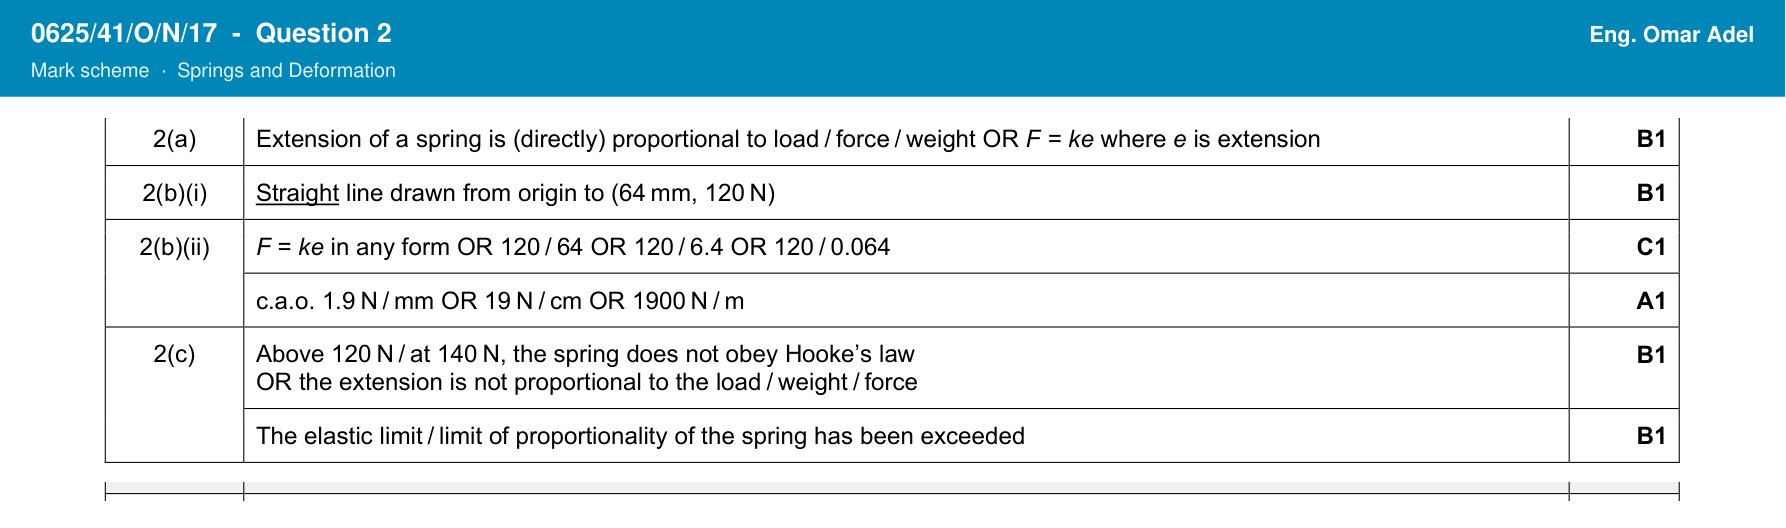 0625/41/O/N/17 - Question 2
Eng. Omar Adel
Mark scheme · Springs and Deformation
2(a) Extension of a spring is (directly) proportional to load / force / weight OR F = ke where e is extension B1
2(b)(i) Straight line drawn from origin to (64 mm, 120 N) B1
2(b)(ii) F = ke in any form OR 120 / 64 OR 120 / 6.4 OR 120 / 0.064 C1
c.a.o. 1.9 N / mm OR 19 N / cm OR 1900 N / m A1
2(c) Above 120 N / at 140 N, the spring does not obey Hooke’s law B1
OR the extension is not proportional to the load / weight / force
The elastic limit / limit of proportionality of the spring has been exceeded B1